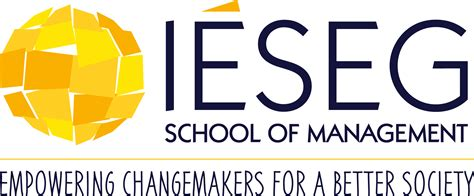 IÉSEG
SCHOOL OF MANAGEMENT
EMPOWERING CHANGEMAKERS FOR A BETTER SOCIETY